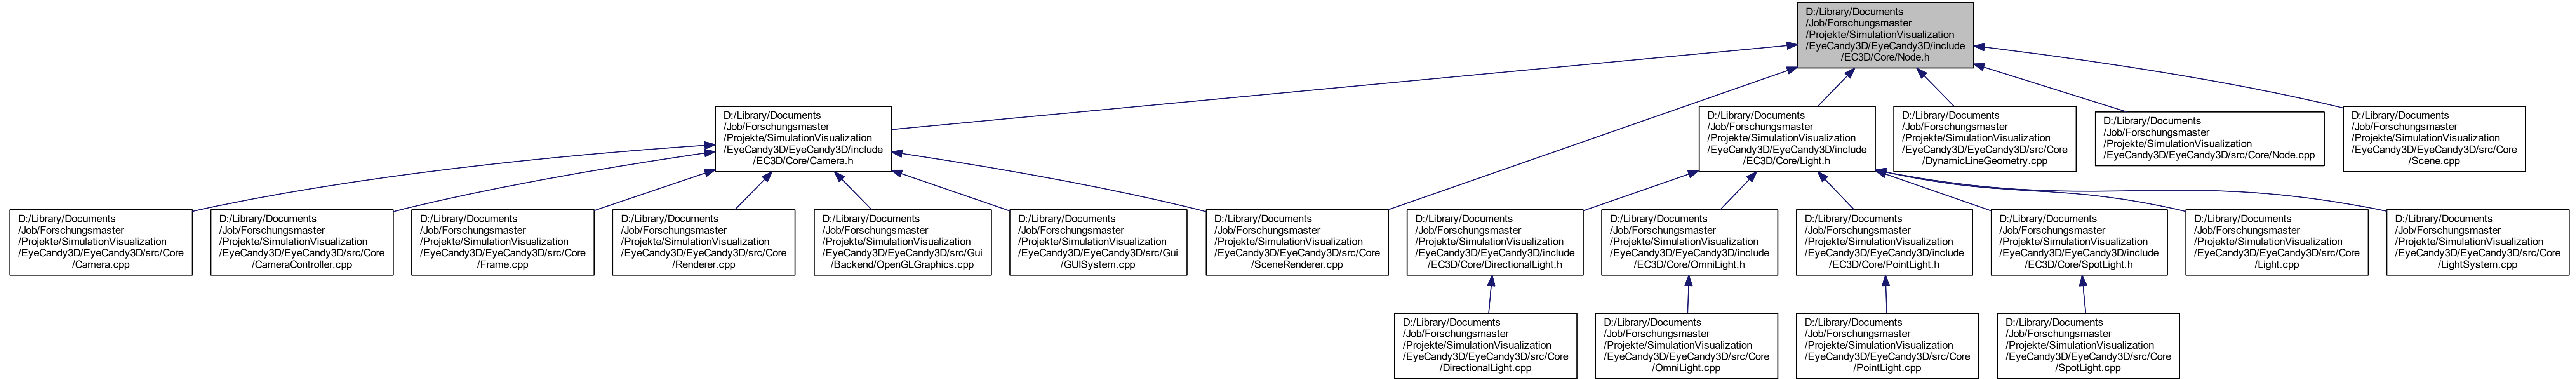 D:/Library/Documents
/Job/Forschungsmaster
/Projekte/SimulationVisualization
/EyeCandy3D/EyeCandy3D/include
/EC3D/Core/Node.h
D:/Library/Documents
/Job/Forschungsmaster
/Projekte/SimulationVisualization
/EyeCandy3D/EyeCandy3D/include
/EC3D/Core/Camera.h
D:/Library/Documents
/Job/Forschungsmaster
/Projekte/SimulationVisualization
/EyeCandy3D/EyeCandy3D/include
/EC3D/Core/Light.h
D:/Library/Documents
/Job/Forschungsmaster
/Projekte/SimulationVisualization
/EyeCandy3D/EyeCandy3D/src/Core
/DynamicLineGeometry.cpp
D:/Library/Documents
/Job/Forschungsmaster
/Projekte/SimulationVisualization
/EyeCandy3D/EyeCandy3D/src/Core/Node.cpp
D:/Library/Documents
/Job/Forschungsmaster
/Projekte/SimulationVisualization
/EyeCandy3D/EyeCandy3D/src/Core
/Scene.cpp
D:/Library/Documents
/Job/Forschungsmaster
/Projekte/SimulationVisualization
/EyeCandy3D/EyeCandy3D/src/Core
/Camera.cpp
D:/Library/Documents
/Job/Forschungsmaster
/Projekte/SimulationVisualization
/EyeCandy3D/EyeCandy3D/src/Core
/CameraController.cpp
D:/Library/Documents
/Job/Forschungsmaster
/Projekte/SimulationVisualization
/EyeCandy3D/EyeCandy3D/src/Core
/Frame.cpp
D:/Library/Documents
/Job/Forschungsmaster
/Projekte/SimulationVisualization
/EyeCandy3D/EyeCandy3D/src/Core
/Renderer.cpp
D:/Library/Documents
/Job/Forschungsmaster
/Projekte/SimulationVisualization
/EyeCandy3D/EyeCandy3D/src/Gui
/Backend/OpenGLGraphics.cpp
D:/Library/Documents
/Job/Forschungsmaster
/Projekte/SimulationVisualization
/EyeCandy3D/EyeCandy3D/src/Gui
/GUISystem.cpp
D:/Library/Documents
/Job/Forschungsmaster
/Projekte/SimulationVisualization
/EyeCandy3D/EyeCandy3D/src/Core
/SceneRenderer.cpp
D:/Library/Documents
/Job/Forschungsmaster
/Projekte/SimulationVisualization
/EyeCandy3D/EyeCandy3D/include
/EC3D/Core/DirectionalLight.h
D:/Library/Documents
/Job/Forschungsmaster
/Projekte/SimulationVisualization
/EyeCandy3D/EyeCandy3D/include
/EC3D/Core/OmniLight.h
D:/Library/Documents
/Job/Forschungsmaster
/Projekte/SimulationVisualization
/EyeCandy3D/EyeCandy3D/include
/EC3D/Core/PointLight.h
D:/Library/Documents
/Job/Forschungsmaster
/Projekte/SimulationVisualization
/EyeCandy3D/EyeCandy3D/include
/EC3D/Core/SpotLight.h
D:/Library/Documents
/Job/Forschungsmaster
/Projekte/SimulationVisualization
/EyeCandy3D/EyeCandy3D/src/Core
/Light.cpp
D:/Library/Documents
/Job/Forschungsmaster
/Projekte/SimulationVisualization
/EyeCandy3D/EyeCandy3D/src/Core
/LightSystem.cpp
D:/Library/Documents
/Job/Forschungsmaster
/Projekte/SimulationVisualization
/EyeCandy3D/EyeCandy3D/src/Core
/DirectionalLight.cpp
D:/Library/Documents
/Job/Forschungsmaster
/Projekte/SimulationVisualization
/EyeCandy3D/EyeCandy3D/src/Core
/OmniLight.cpp
D:/Library/Documents
/Job/Forschungsmaster
/Projekte/SimulationVisualization
/EyeCandy3D/EyeCandy3D/src/Core
/PointLight.cpp
D:/Library/Documents
/Job/Forschungsmaster
/Projekte/SimulationVisualization
/EyeCandy3D/EyeCandy3D/src/Core
/SpotLight.cpp